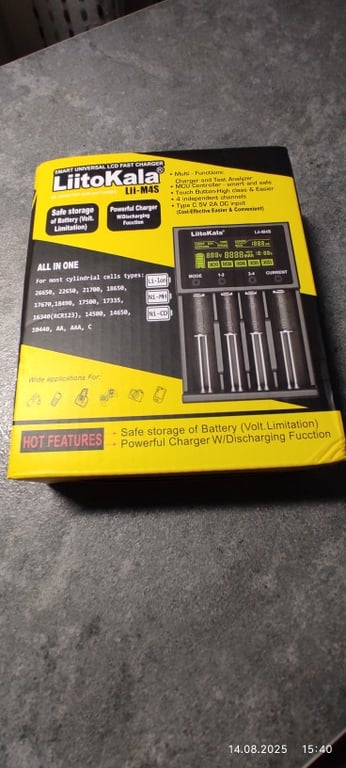 SMART UNIVERSAL LCD FAST CHARGER
LiitoKala®
Lii-M4S
Safe storage
of Battery (Volt.
Limitation)
Powerful Charger
W/Discharging
Function
• Multi - Functions:
Charger and Test Analyzer
• MCU Controller - smart and safe
• Touch Button-High class & Easier
• 4 independent channels
• Type C 5V 2A DC input
(Cost-Effective Easier & Convenient)
LiitoKala®
Lii-M4S
MODE 1-2 3-4 CURRENT
ALL IN ONE
For most cylindrial cells types:
26650, 22650, 21700, 18650,
17670,18490, 17500, 17335,
16340(RCR123), 14500, 14650,
10440, AA, AAA, C
Li-ion
Ni-MH
Ni-CD
Wide applications For:
HOT FEATURES
- Safe storage of Battery (Volt.Limitation)
- Powerful Charger W/Discharging Fucction
14.08.2025 15:40